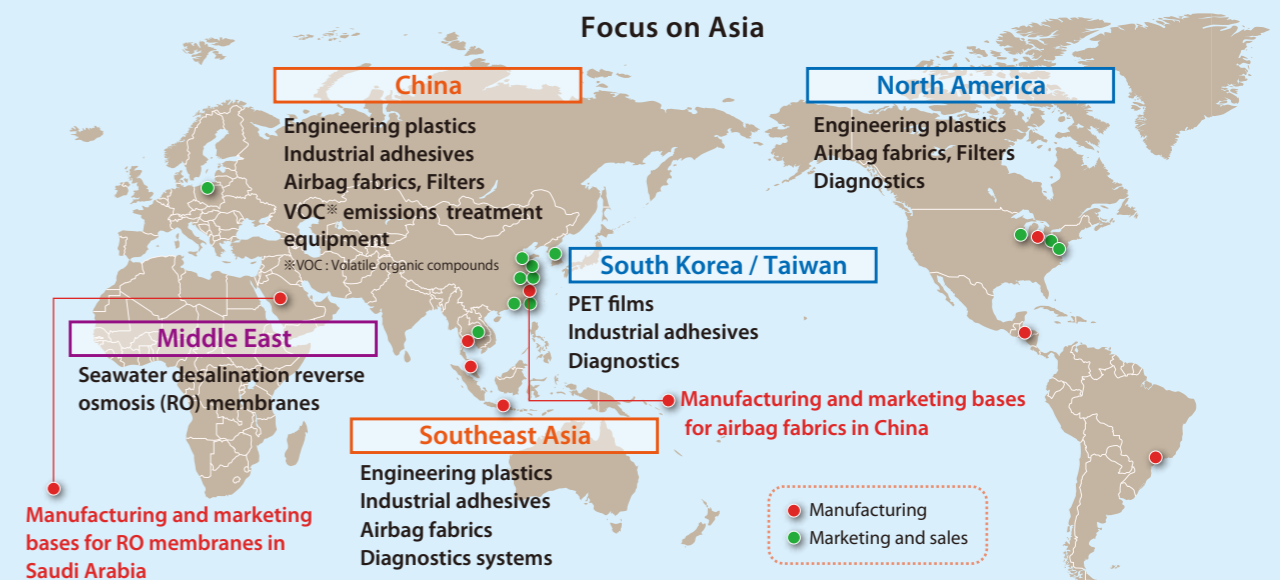 Focus on Asia
China
Engineering plastics
Industrial adhesives
Airbag fabrics, Filters
VOC※ emissions treatment
equipment
※VOC : Volatile organic compounds
North America
Engineering plastics
Airbag fabrics, Filters
Diagnostics
South Korea / Taiwan
PET films
Industrial adhesives
Diagnostics
Middle East
Seawater desalination reverse
osmosis (RO) membranes
Manufacturing and marketing bases
for airbag fabrics in China
Southeast Asia
Engineering plastics
Industrial adhesives
Airbag fabrics
Diagnostics systems
Manufacturing and marketing
bases for RO membranes in
Saudi Arabia
Manufacturing
Marketing and sales